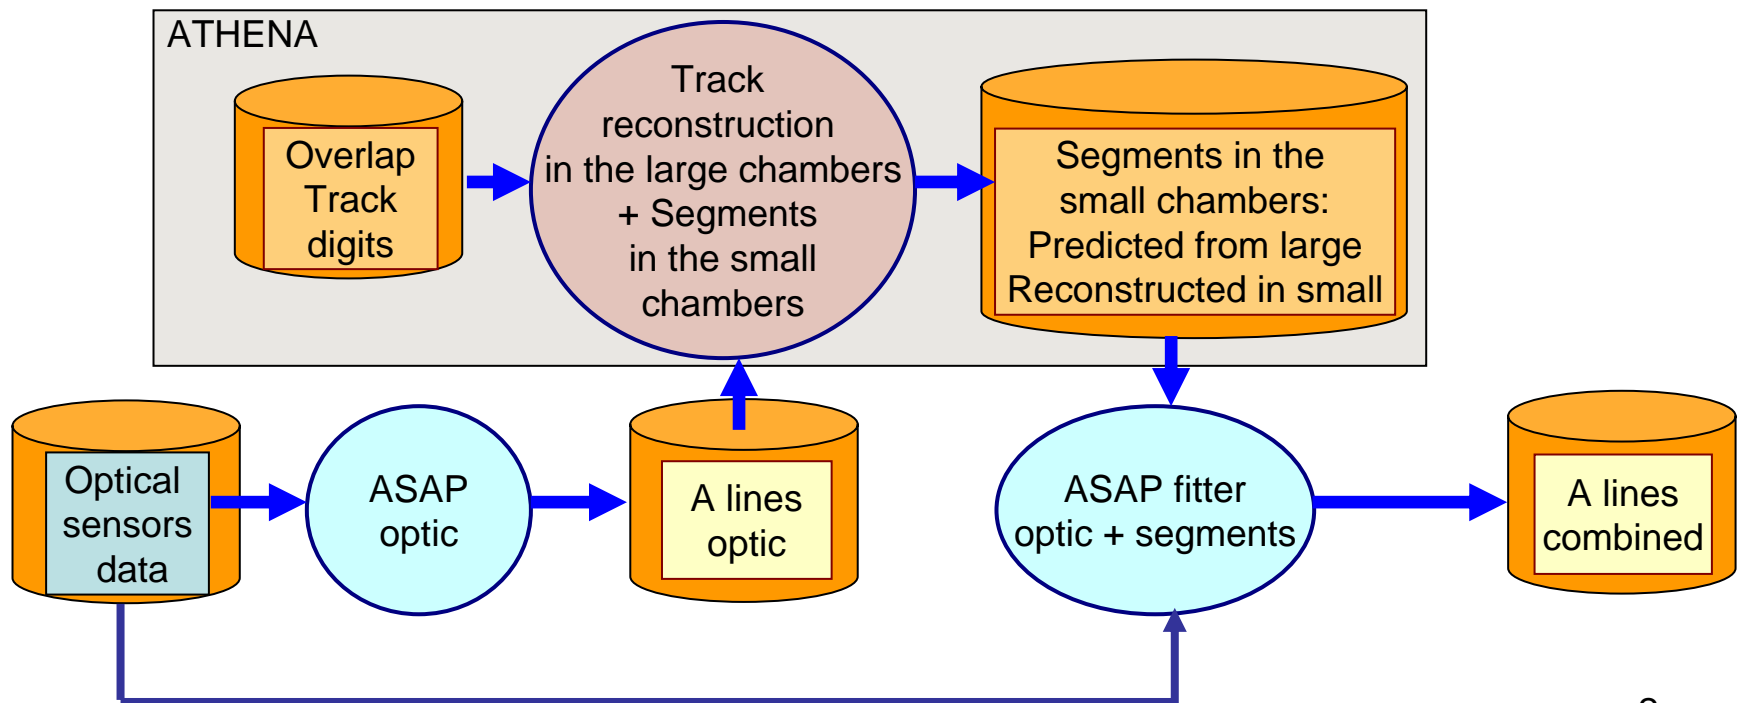 ATHENA
Overlap
Track
digits
Track
reconstruction
in the large chambers
+ Segments
in the small
chambers
Segments in the
small chambers:
Predicted from large
Reconstructed in small
Optical
sensors
data
ASAP
optic
A lines
optic
ASAP fitter
optic + segments
A lines
combined